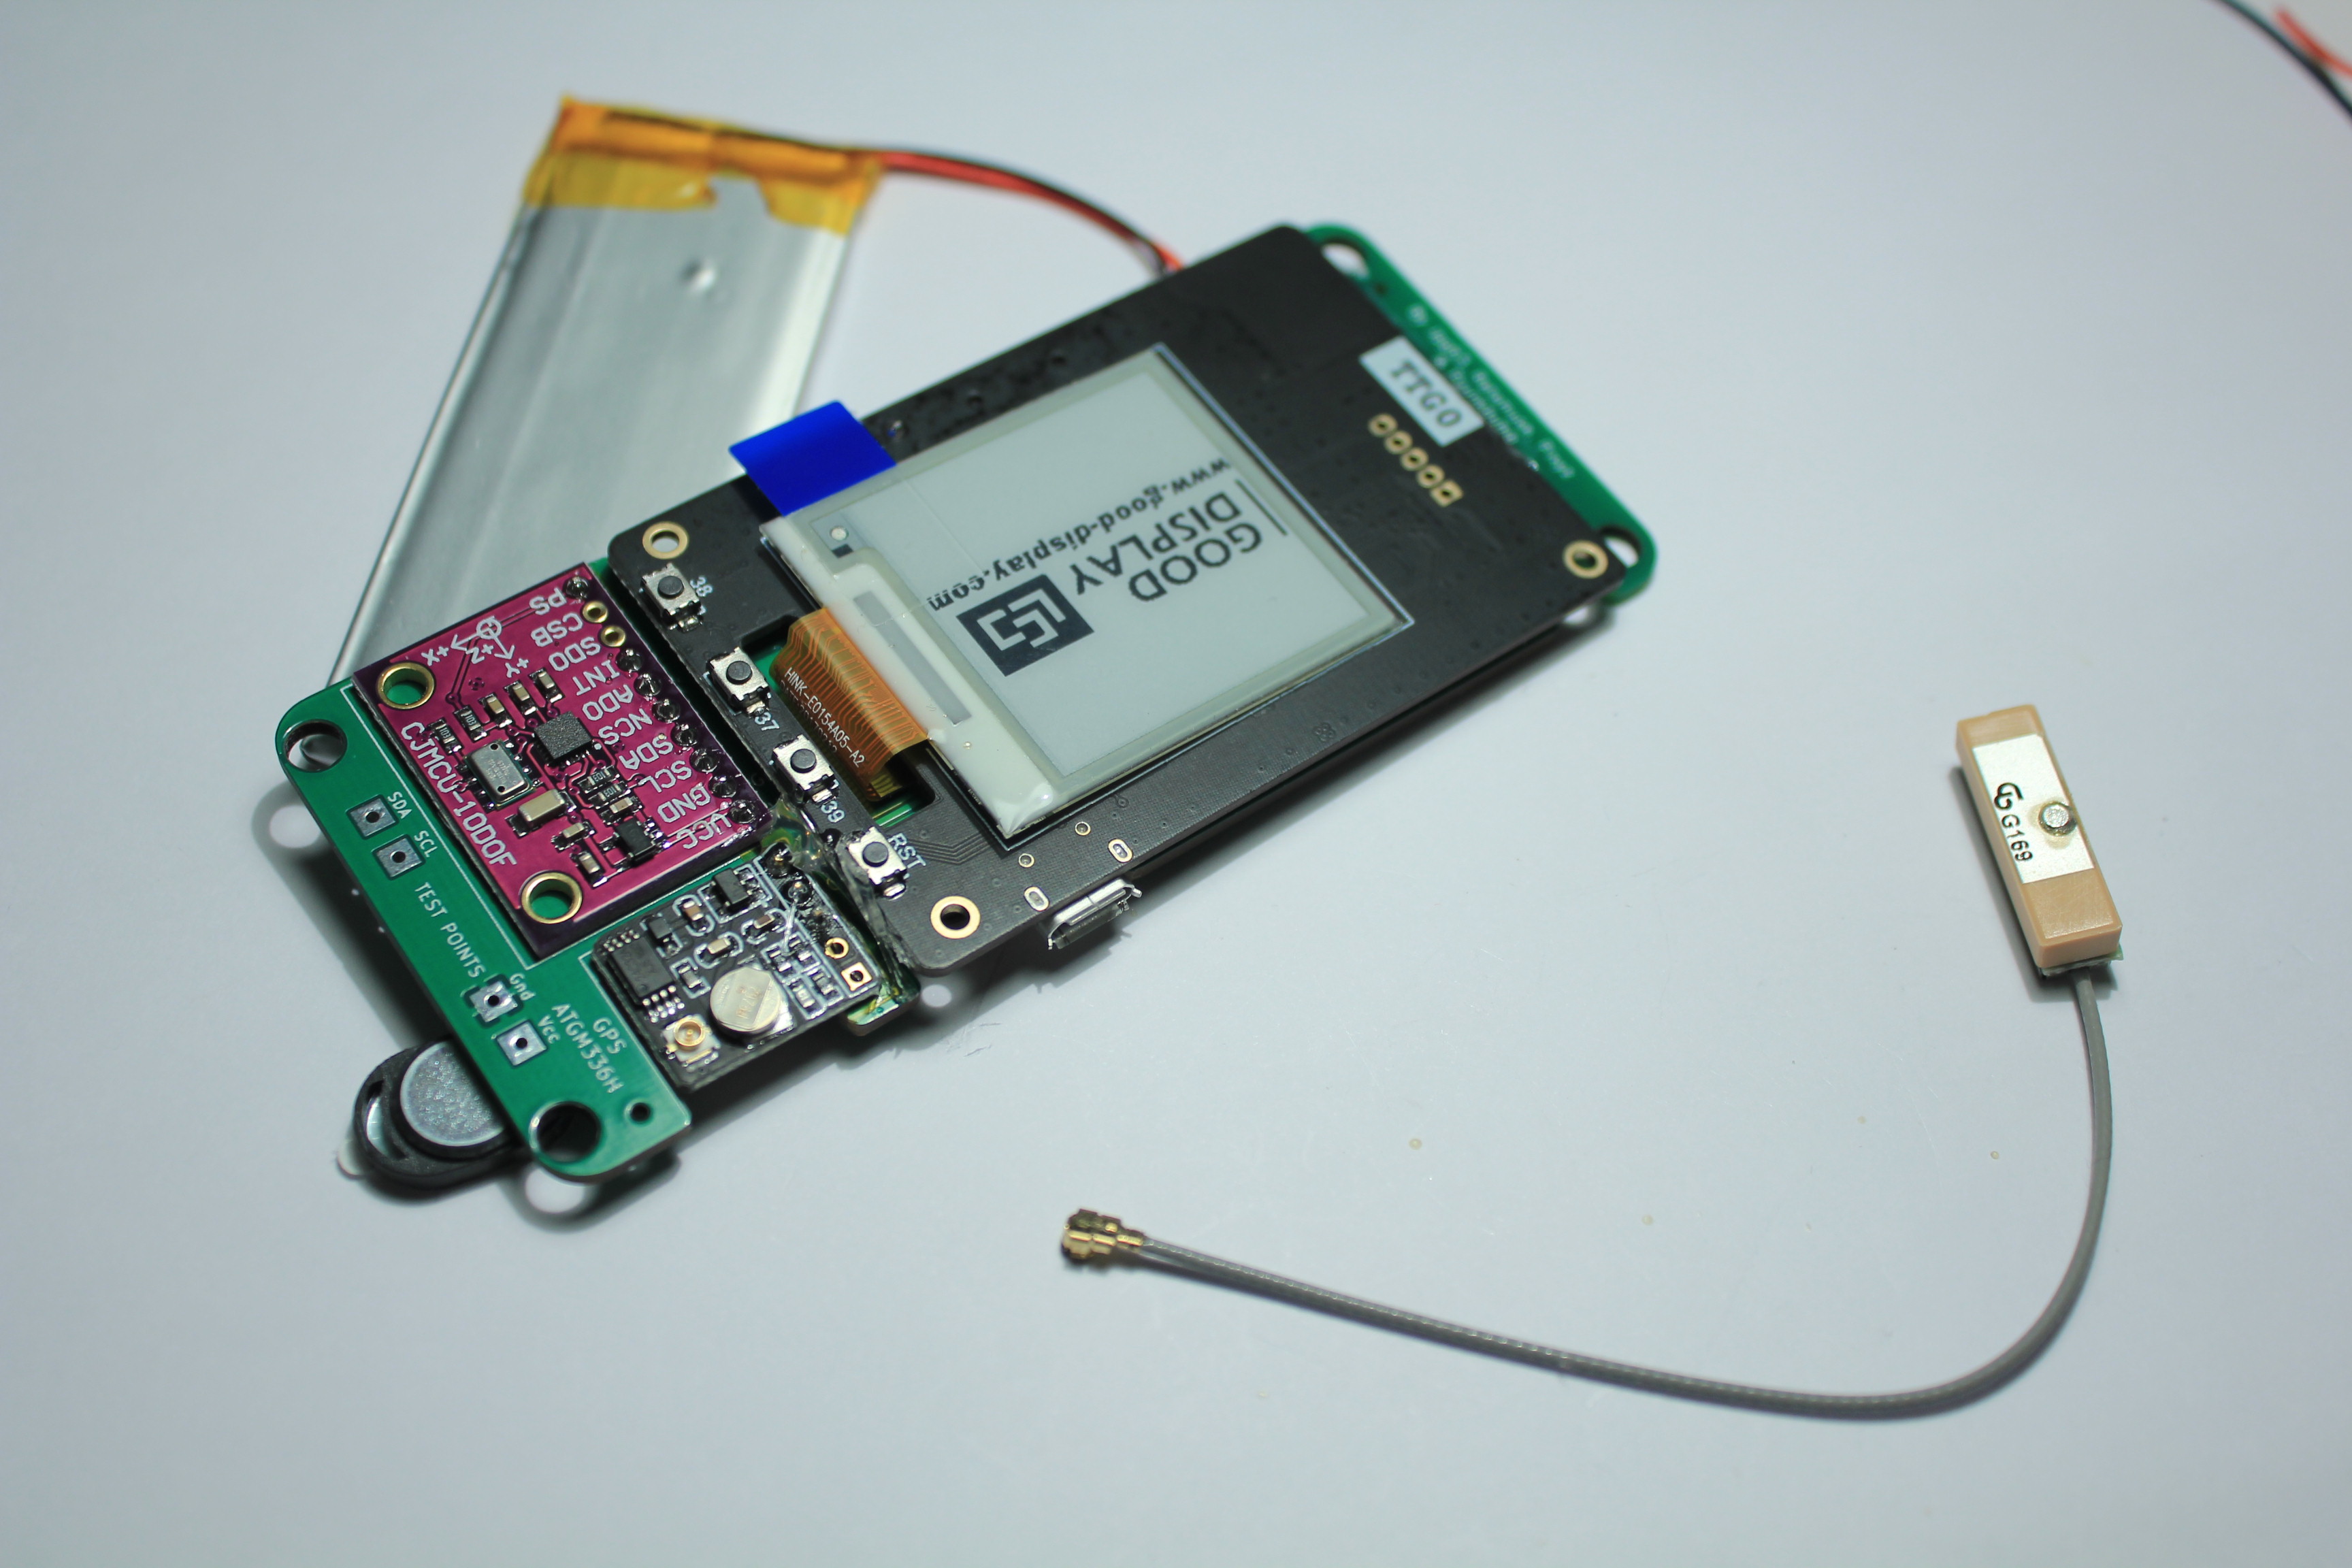 TTGO
www.good-display.com
GOOD
DISPLAY
38
37
39
RST
HINK-E0154A05-A2
PS
CSB
SDO
INT
ADO
NCS
SDA
SCL
GND
VCC
X+
Z+
Y+
CJMCU-10DOF
SDA
SCL
TEST POINTS
Gnd
Vcc
GPS
ATGM336H
G169